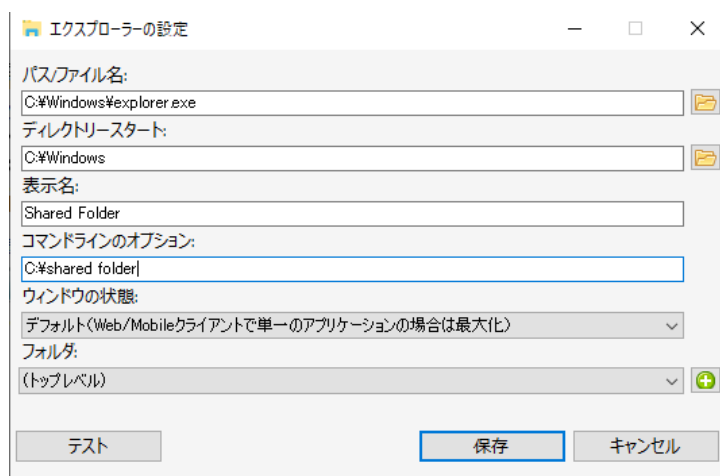 エクスプローラーの設定
パス/ファイル名:
C:¥Windows¥explorer.exe
ディレクトリースタート:
C:¥Windows
表示名:
Shared Folder
コマンドラインのオプション:
C:¥shared folder
ウィンドウの状態:
デフォルト(Web/Mobileクライアントで単一のアプリケーションの場合は最大化)
フォルダ:
(トップレベル)
テスト 保存 キャンセル